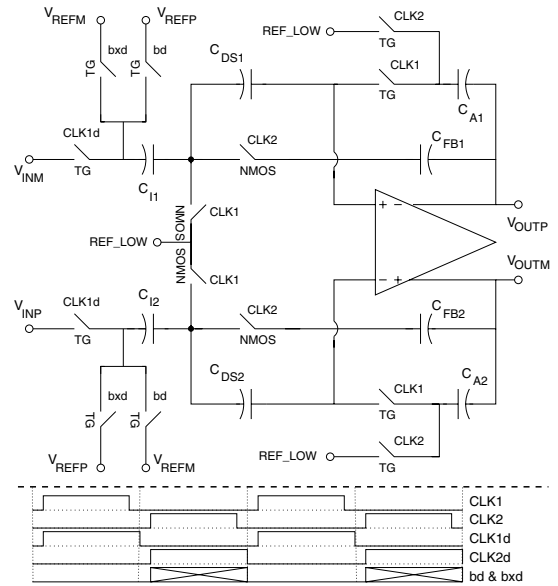 V_REFM
V_REFP
bxd
bd
TG
TG
CLK1d
TG
V_INM
C_I1
C_DS1
REF_LOW
CLK2
TG
CLK1
TG
C_A1
CLK2
NMOS
C_FB1
NMOS
CLK1
REF_LOW
NMOS
CLK1
+ −
− +
V_OUTP
V_OUTM
V_INP
CLK1d
TG
C_I2
CLK2
NMOS
C_FB2
C_DS2
TG
bxd
TG
bd
CLK1
TG
C_A2
CLK2
REF_LOW
TG
V_REFP
V_REFM
CLK1
CLK2
CLK1d
CLK2d
bd & bxd